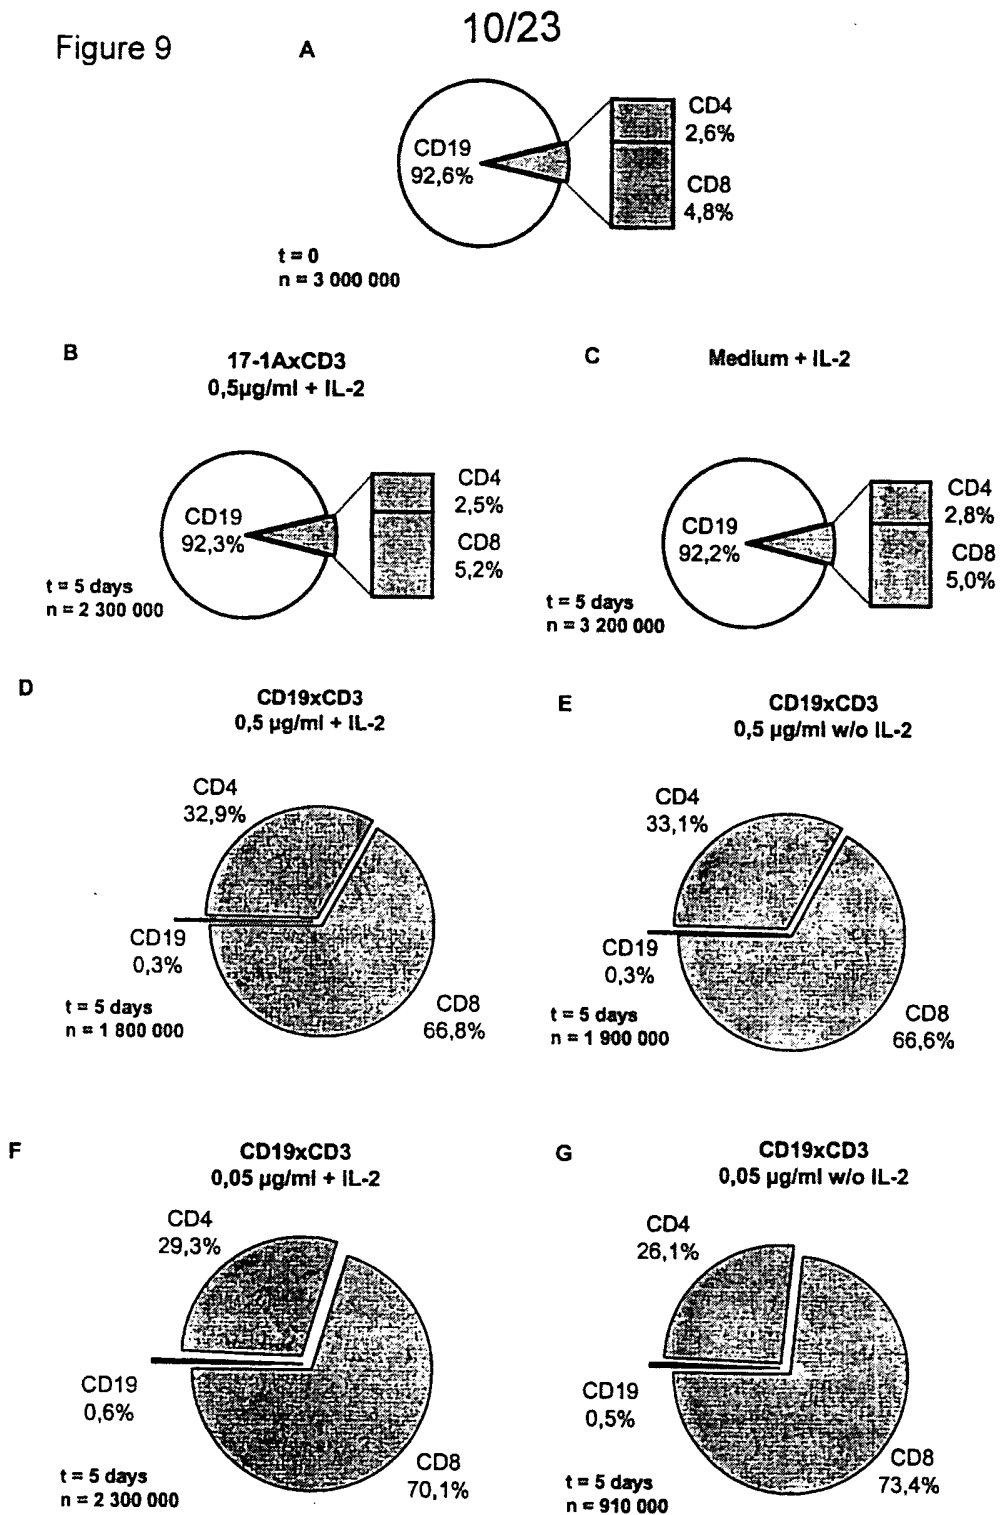 10/23
Figure 9
A
CD19
92,6%
CD4
2,6%
CD8
4,8%
t = 0
n = 3 000 000
B
17-1AxCD3
0,5µg/ml + IL-2
CD19
92,3%
CD4
2,5%
CD8
5,2%
t = 5 days
n = 2 300 000
C
Medium + IL-2
CD19
92,2%
CD4
2,8%
CD8
5,0%
t = 5 days
n = 3 200 000
D
CD19xCD3
0,5 µg/ml + IL-2
CD4
32,9%
CD19
0,3%
CD8
66,8%
t = 5 days
n = 1 800 000
E
CD19xCD3
0,5 µg/ml w/o IL-2
CD4
33,1%
CD19
0,3%
CD8
66,6%
t = 5 days
n = 1 900 000
F
CD19xCD3
0,05 µg/ml + IL-2
CD4
29,3%
CD19
0,6%
CD8
70,1%
t = 5 days
n = 2 300 000
G
CD19xCD3
0,05 µg/ml w/o IL-2
CD4
26,1%
CD19
0,5%
CD8
73,4%
t = 5 days
n = 910 000